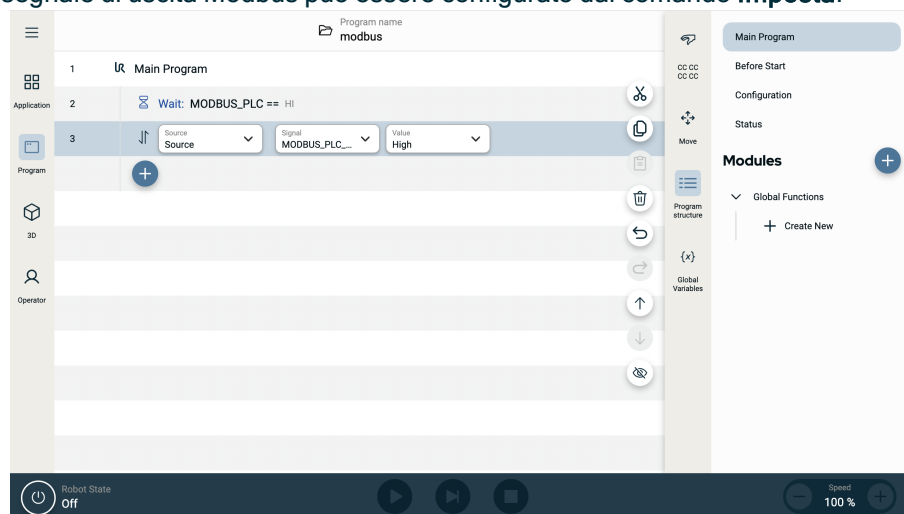 segnale di uscita Modbus può essere configurato dal comando Imposta.
Program name
modbus
Application
Program
3D
Operator
1 Main Program
2 Wait: MODBUS_PLC == HI
3
Source
Source
Signal
MODBUS_PLC_...
Value
High
CC CC
CC CC
Move
Program
structure
{x}
Global
Variables
Main Program
Before Start
Configuration
Status
Modules
Global Functions
Create New
Robot State
Off
Speed
100 %